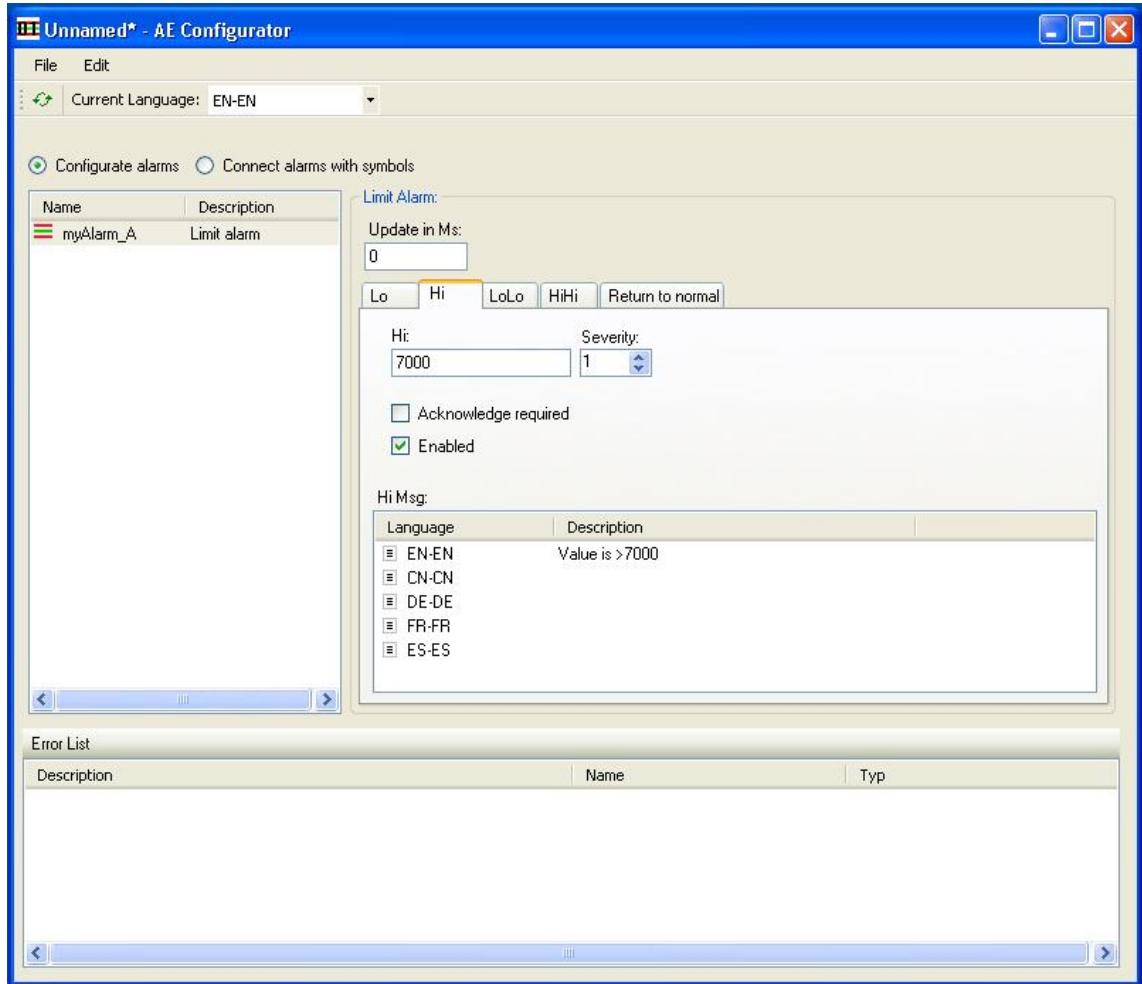 Unnamed* - AE Configurator
File Edit
Current Language: EN-EN
Configurate alarms Connect alarms with symbols
Name Description
myAlarm_A Limit alarm
Limit Alarm:
Update in Ms:
0
Lo Hi LoLo HiHi Return to normal
Hi: Severity:
7000 1
Acknowledge required
Enabled
Hi Msg:
Language Description
EN-EN Value is >7000
CN-CN
DE-DE
FR-FR
ES-ES
Error List
Description Name Typ